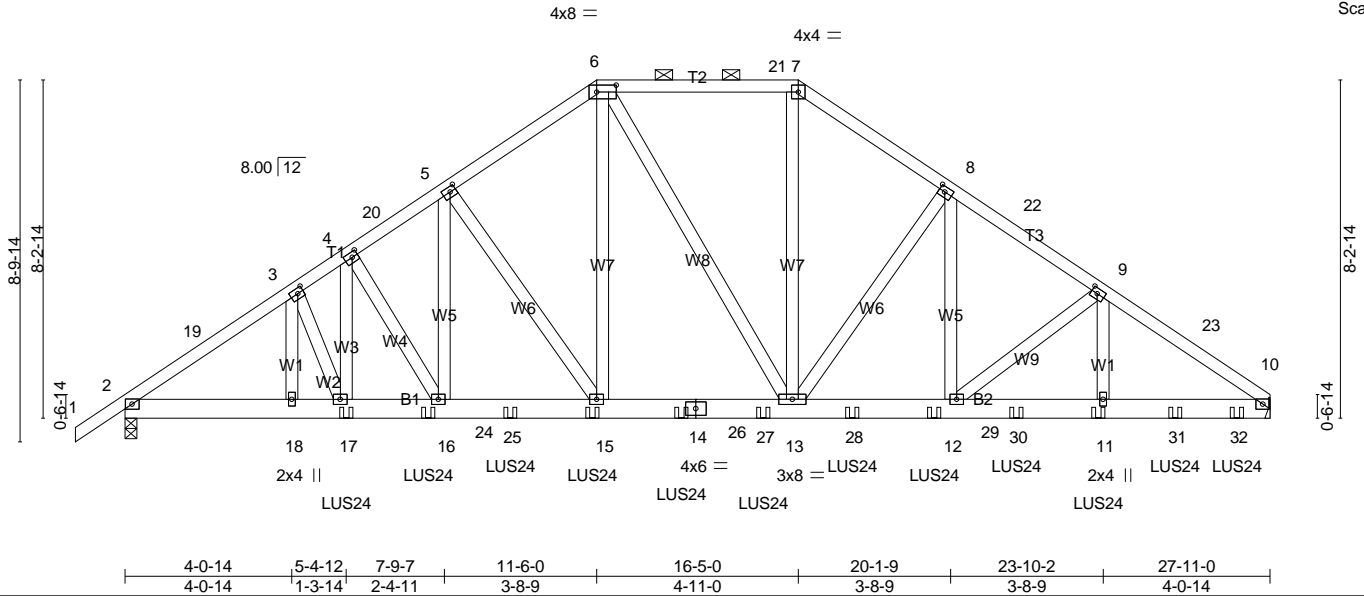 Sca
4x8 =
4x4 =
6
T2
21 7
8.00 12
5
8
20
22
4
T1
T3
3
9
W7
W8
W7
19
W5
W6
W6
W5
23
W4
W3
W1
W2
W9
W1
2
10
1
B1
B2
8-9-14
8-2-14
0-6-14
8-2-14
0-6-14
18 17 16 24 25 15 14 26 27 13 28 12 29 30 11 31 32
2x4 ||
LUS24
LUS24
LUS24
LUS24
4x6 =
LUS24
LUS24
3x8 =
LUS24
LUS24
LUS24
2x4 ||
LUS24
LUS24
LUS24
4-0-14 5-4-12 7-9-7 11-6-0 16-5-0 20-1-9 23-10-2 27-11-0
4-0-14 1-3-14 2-4-11 3-8-9 4-11-0 3-8-9 3-8-9 4-0-14